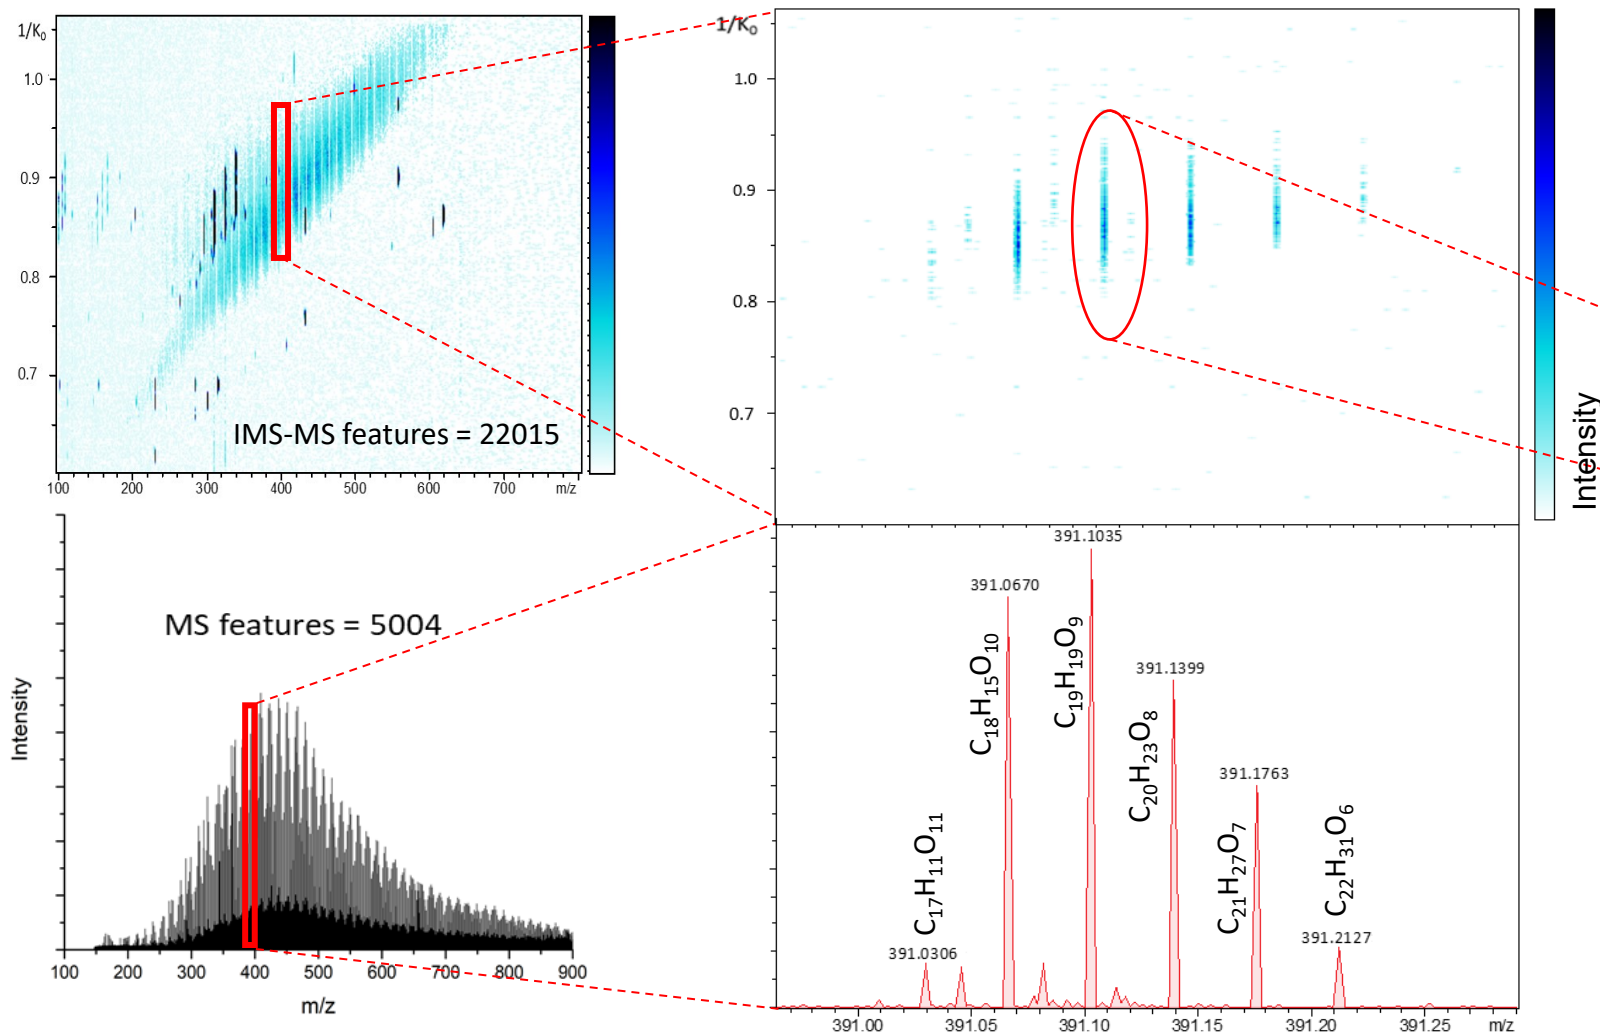 1/K₀
1.0
0.9
0.8
0.7
IMS-MS features = 22015
100 200 300 400 500 600 700 m/z
1/K₀
1.0
0.9
0.8
0.7
Intensity
MS features = 5004
Intensity
100 200 300 400 500 600 700 800 900
m/z
391.1035
391.0670
391.1399
391.1763
391.2127
391.0306
C₁₇H₁₁O₁₁
C₁₈H₁₅O₁₀
C₁₉H₁₉O₉
C₂₀H₂₃O₈
C₂₁H₂₇O₇
C₂₂H₃₁O₆
391.00 391.05 391.10 391.15 391.20 391.25 m/z